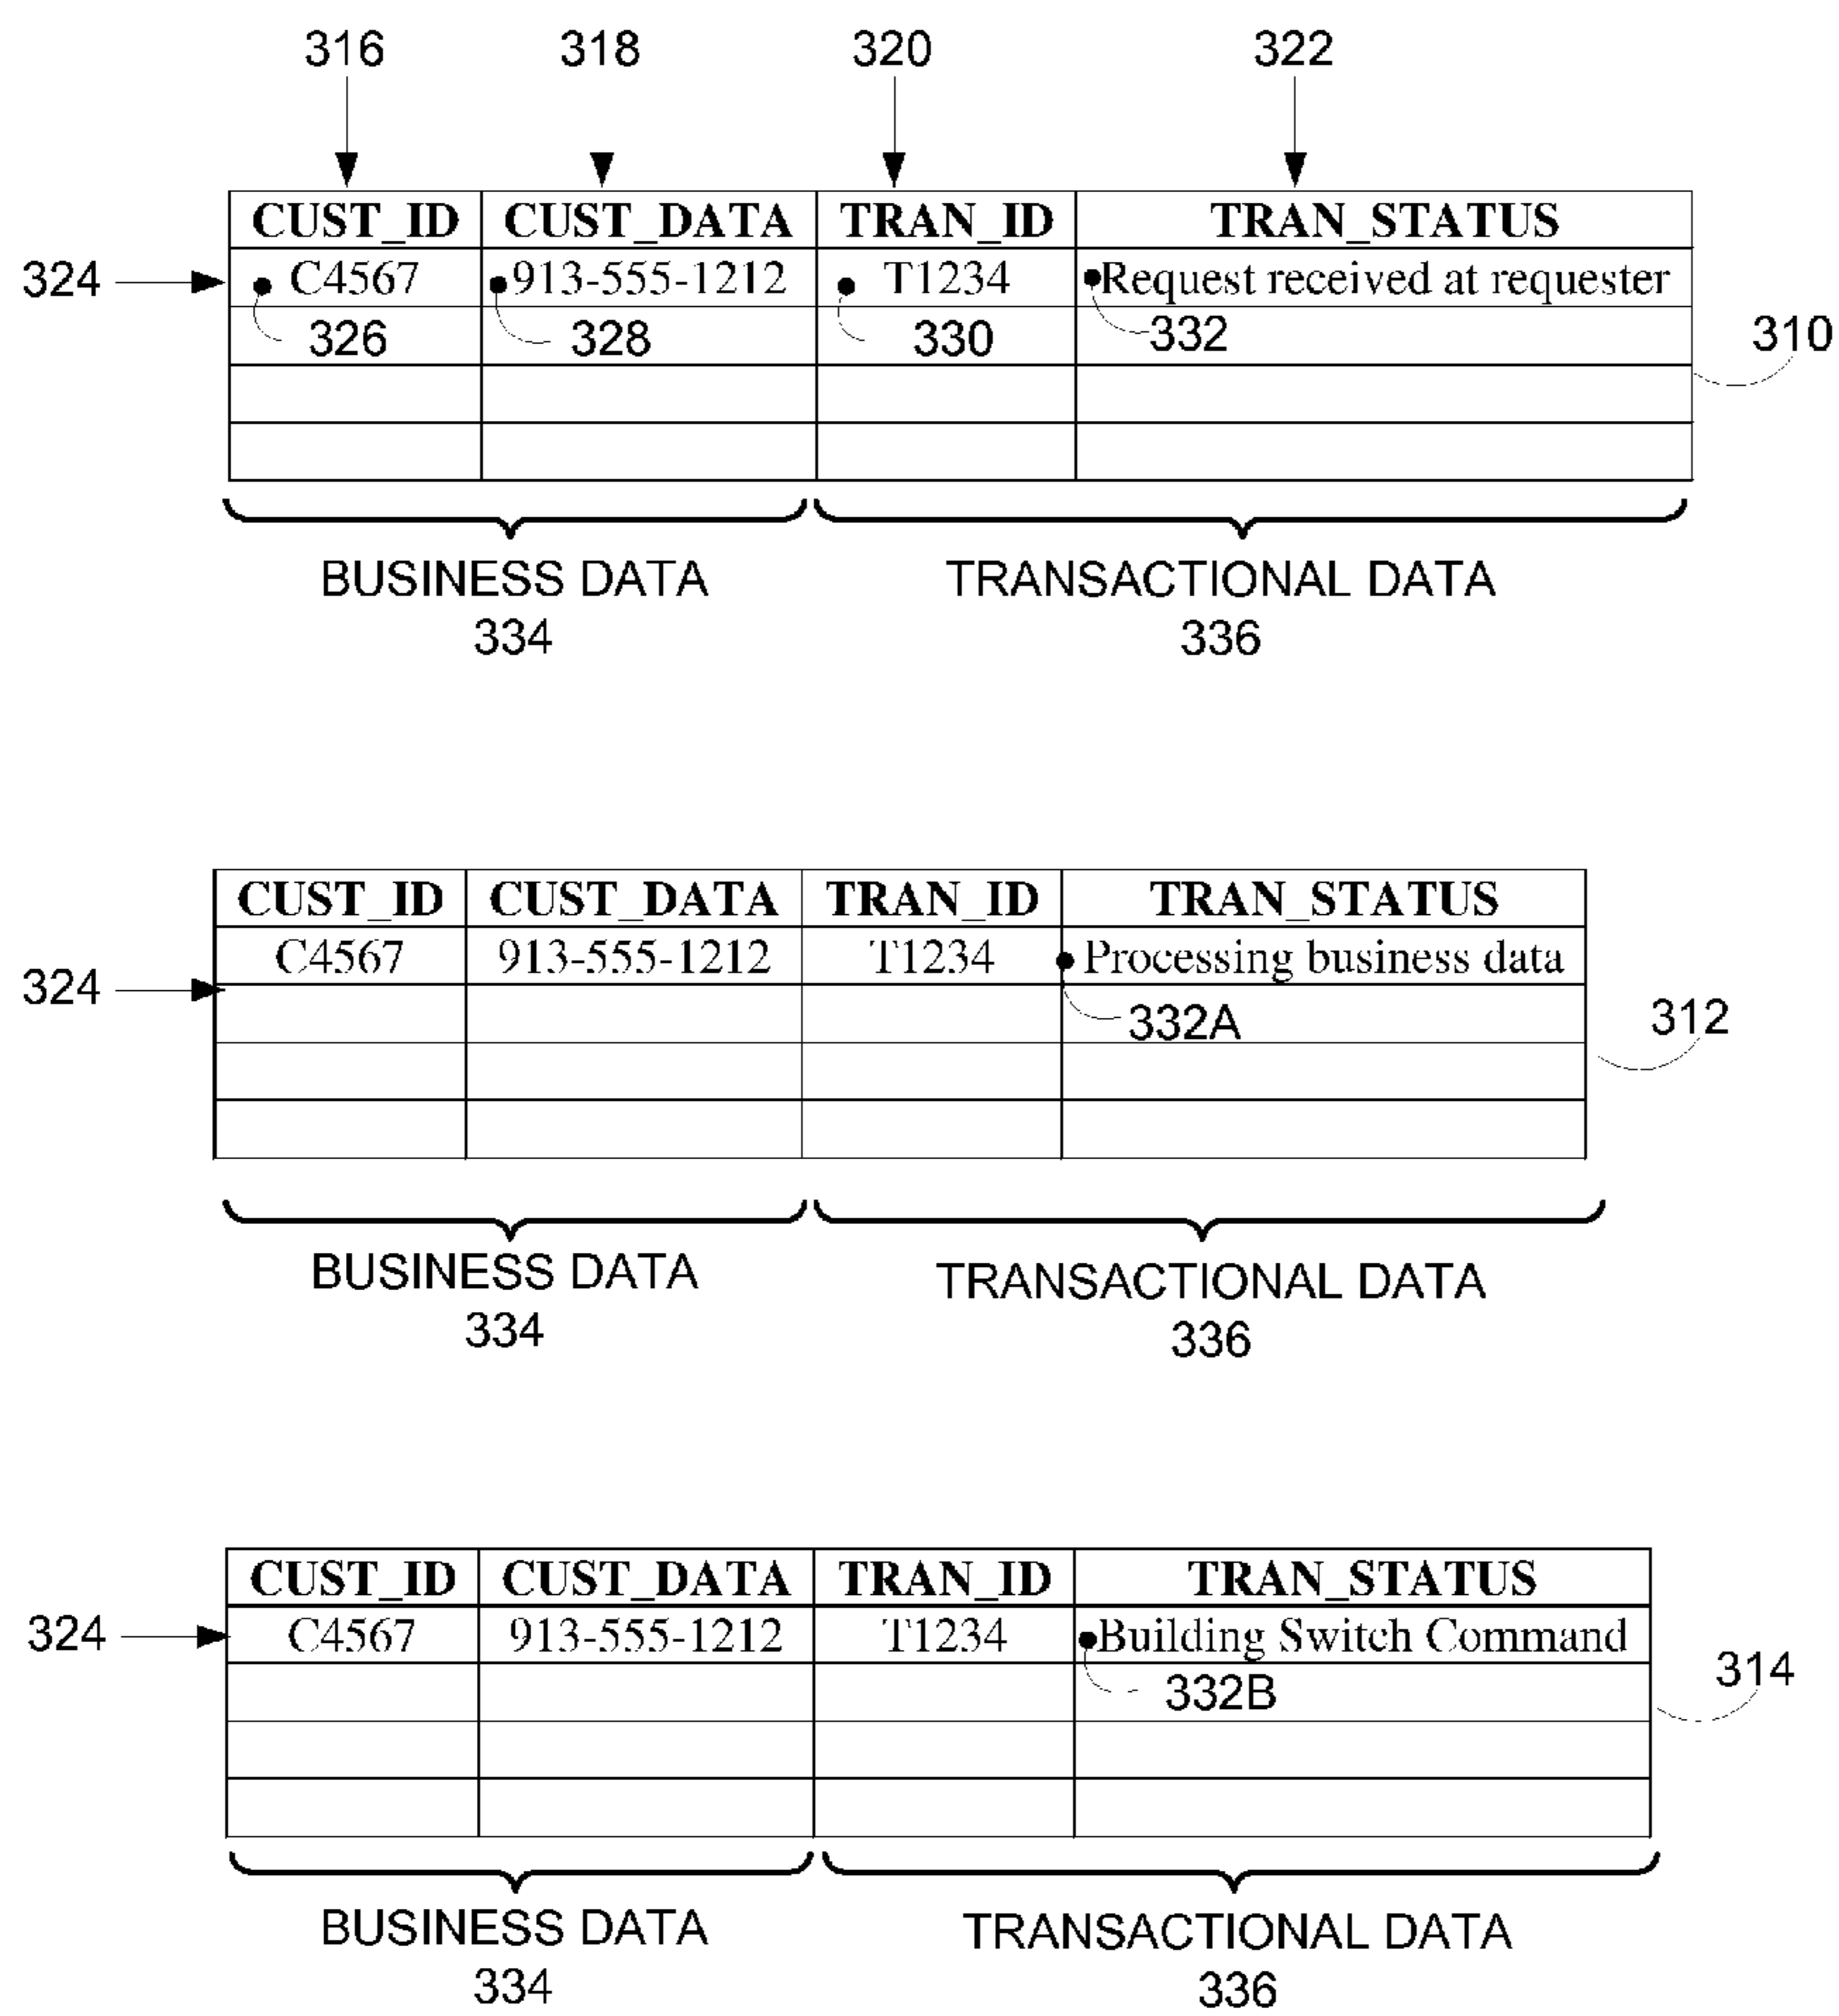 316 318 320 322
CUST_ID CUST_DATA TRAN_ID TRAN_STATUS
324 C4567 913-555-1212 T1234 Request received at requester
326 328 330 332 310
BUSINESS DATA TRANSACTIONAL DATA
334 336
CUST_ID CUST_DATA TRAN_ID TRAN_STATUS
C4567 913-555-1212 T1234 Processing business data
324 332A 312
BUSINESS DATA TRANSACTIONAL DATA
334 336
CUST_ID CUST_DATA TRAN_ID TRAN_STATUS
324 C4567 913-555-1212 T1234 Building Switch Command
332B 314
BUSINESS DATA TRANSACTIONAL DATA
334 336